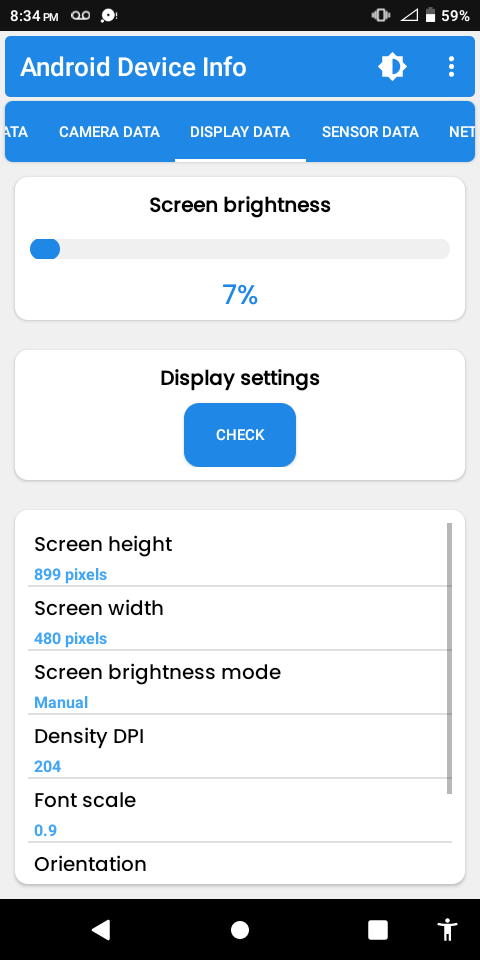 8:34 PM 59%
Android Device Info
ATA CAMERA DATA DISPLAY DATA SENSOR DATA NET
Screen brightness
7%
Display settings
CHECK
Screen height
899 pixels
Screen width
480 pixels
Screen brightness mode
Manual
Density DPI
204
Font scale
0.9
Orientation